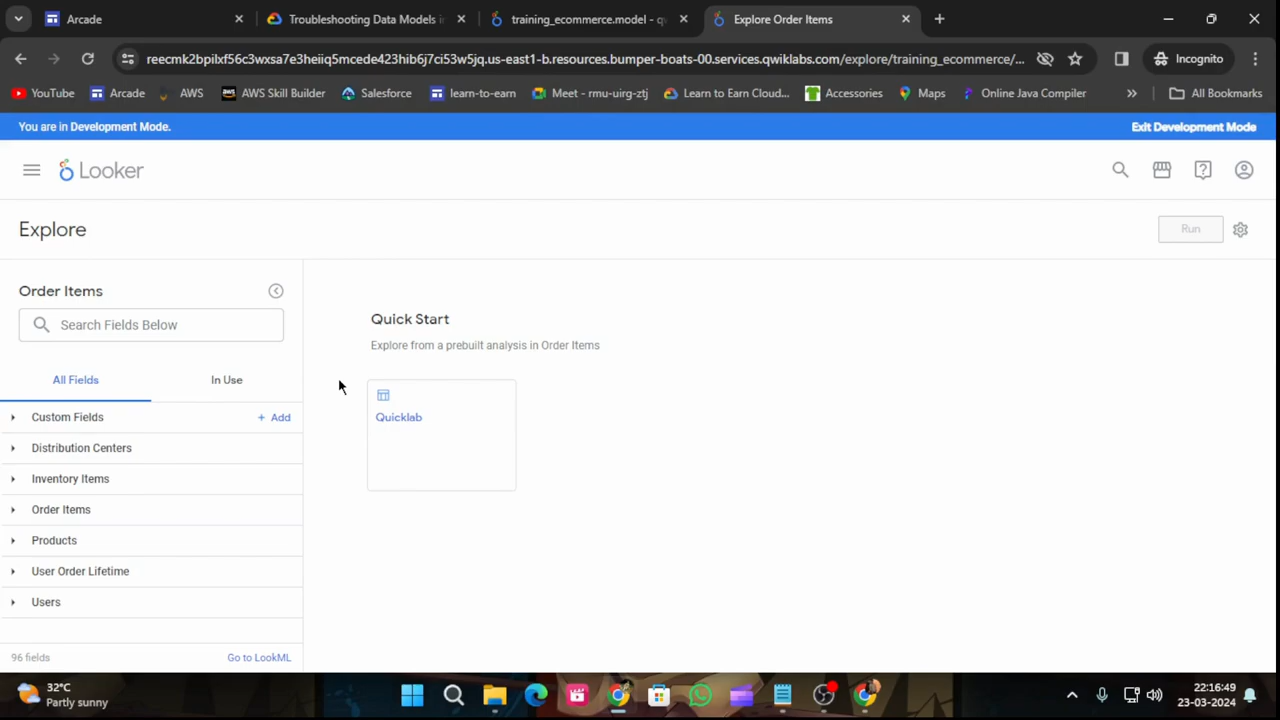 Arcade
Troubleshooting Data Models i
training_ecommerce.model - q
Explore Order Items
reecmk2bpilxf56c3wxsa7e3heiiq5mcede423hib6j7ci53w5jq.us-east1-b.resources.bumper-boats-00.services.qwiklabs.com/explore/training_ecommerce/...
Incognito
YouTube
Arcade
AWS
AWS Skill Builder
Salesforce
learn-to-earn
Meet - rmu-uirg-ztj
Learn to Earn Cloud...
Accessories
Maps
Online Java Compiler
»
All Bookmarks
You are in Development Mode.
Exit Development Mode
Looker
Explore
Run
Order Items
Search Fields Below
All Fields
In Use
Custom Fields
+ Add
Distribution Centers
Inventory Items
Order Items
Products
User Order Lifetime
Users
96 fields
Go to LookML
Quick Start
Explore from a prebuilt analysis in Order Items
Quicklab
32°C
Partly sunny
22:16:49
23-03-2024